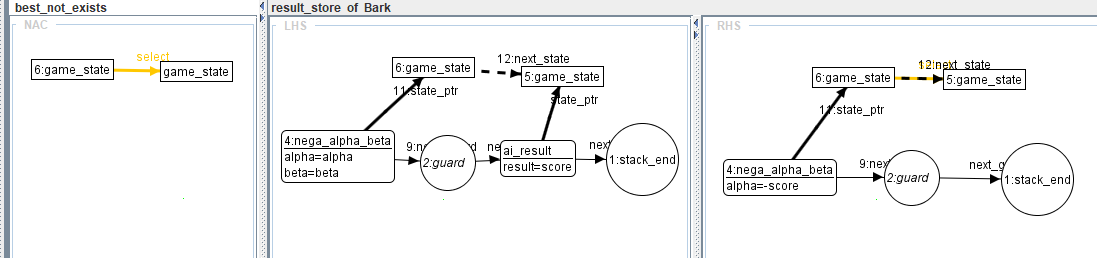 best_not_exists
result_store of Bark
NAC
select
6:game_state
game_state
LHS
12:next_state
6:game_state
5:game_state
11:state_ptr
state_ptr
4:nega_alpha_beta
alpha=alpha
beta=beta
2:guard
ai_result
result=score
next
1:stack_end
RHS
12:next_state
6:game_state
5:game_state
11:state_ptr
4:nega_alpha_beta
alpha=-score
9:nex
2:guard
next_g
1:stack_end